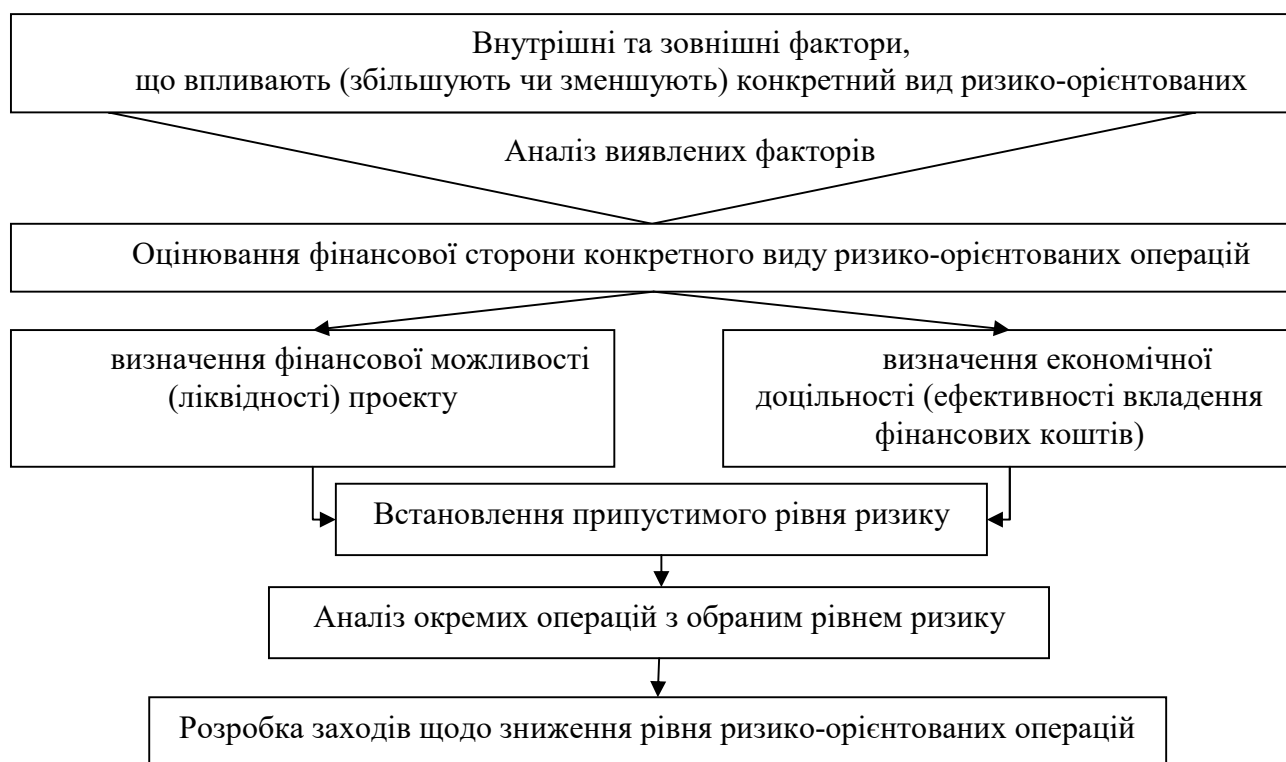 Внутрішні та зовнішні фактори,
що впливають (збільшують чи зменшують) конкретний вид ризико-орієнтованих
Аналіз виявлених факторів
Оцінювання фінансової сторони конкретного виду ризико-орієнтованих операцій
визначення фінансової можливості
(ліквідності) проекту
визначення економічної
доцільності (ефективності вкладення
фінансових коштів)
Встановлення припустимого рівня ризику
Аналіз окремих операцій з обраним рівнем ризику
Розробка заходів щодо зниження рівня ризико-орієнтованих операцій